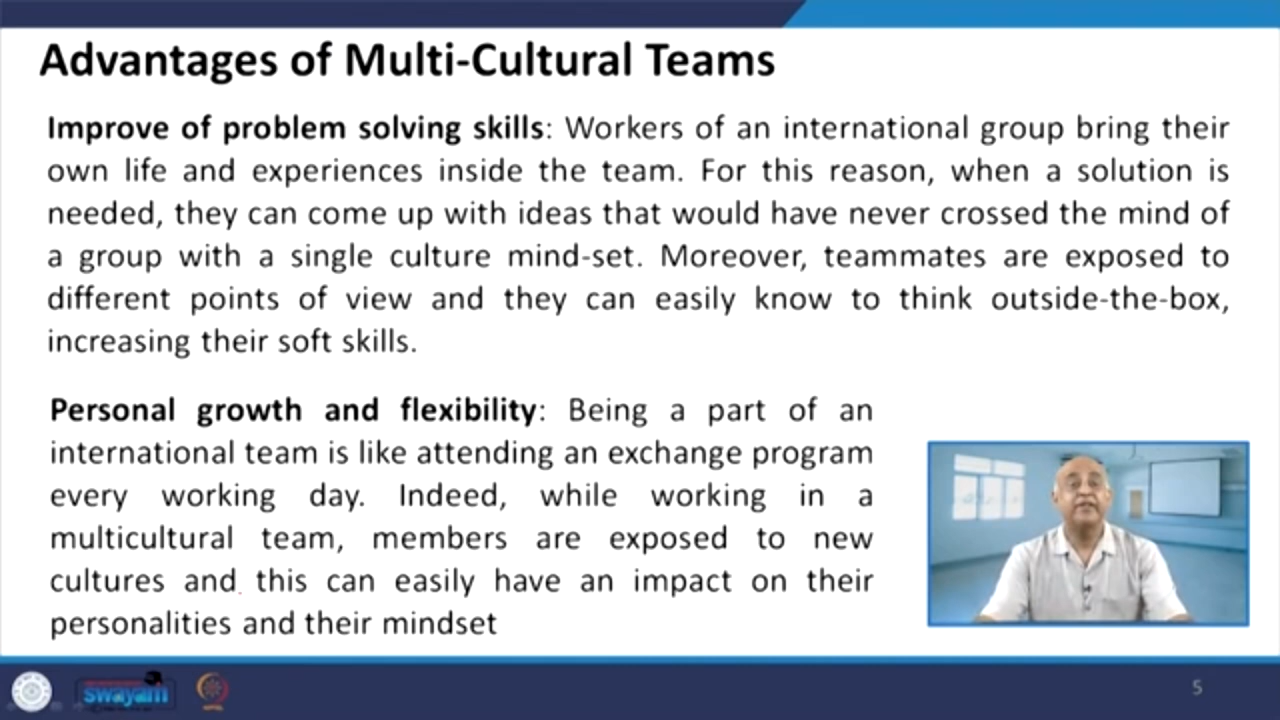 Advantages of Multi-Cultural Teams
Improve of problem solving skills: Workers of an international group bring their
own life and experiences inside the team. For this reason, when a solution is
needed, they can come up with ideas that would have never crossed the mind of
a group with a single culture mind-set. Moreover, teammates are exposed to
different points of view and they can easily know to think outside-the-box,
increasing their soft skills.
Personal growth and flexibility: Being a part of an
international team is like attending an exchange program
every working day. Indeed, while working in a
multicultural team, members are exposed to new
cultures and this can easily have an impact on their
personalities and their mindset
swayam
5